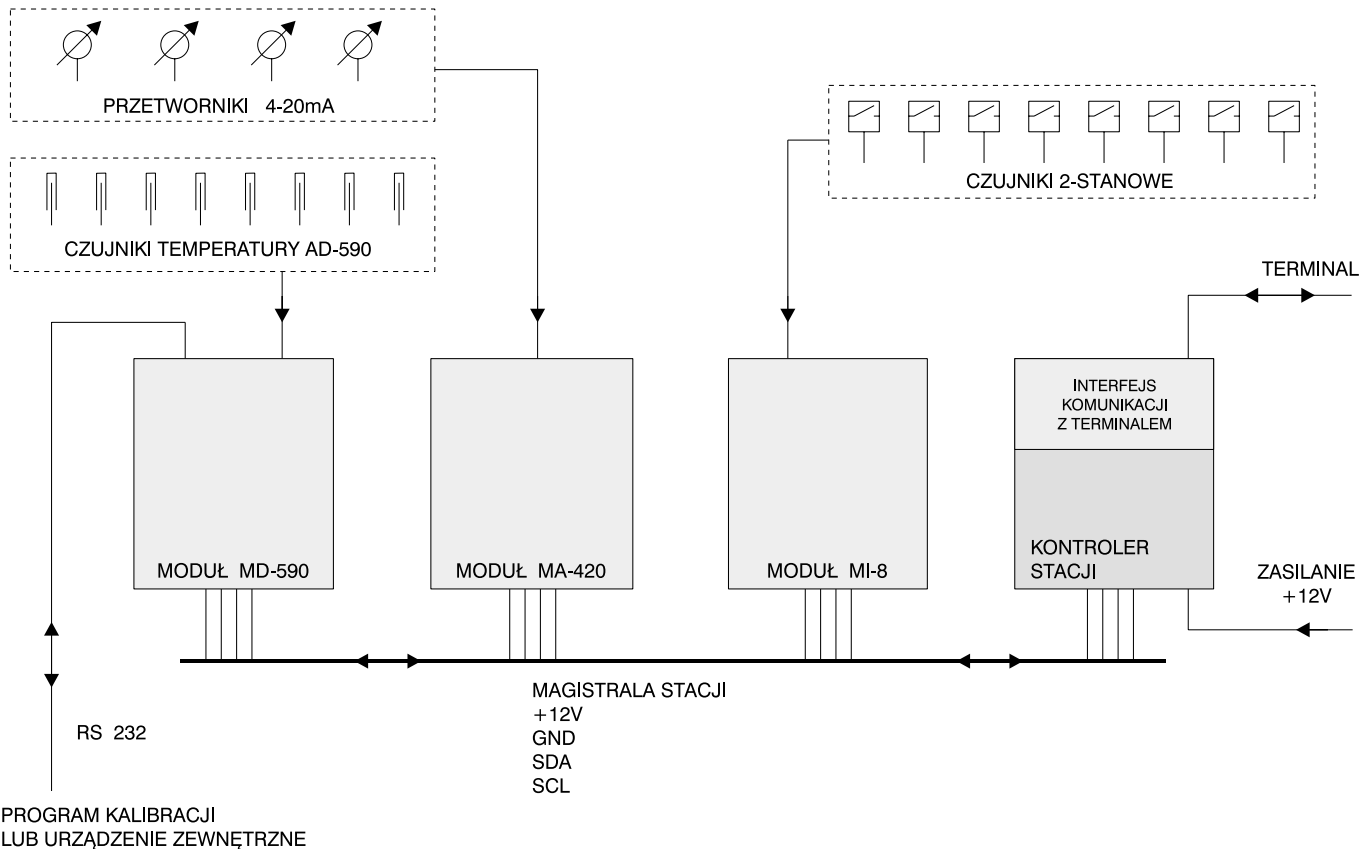 PRZETWORNIKI 4-20mA
CZUJNIKI TEMPERATURY AD-590
CZUJNIKI 2-STANOWE
TERMINAL
INTERFEJS
KOMUNIKACJI
Z TERMINALEM
MODUŁ MD-590
MODUŁ MA-420
MODUŁ MI-8
KONTROLER
STACJI
ZASILANIE
+12V
MAGISTRALA STACJI
+12V
GND
SDA
SCL
RS 232
PROGRAM KALIBRACJI
LUB URZĄDZENIE ZEWNĘTRZNE